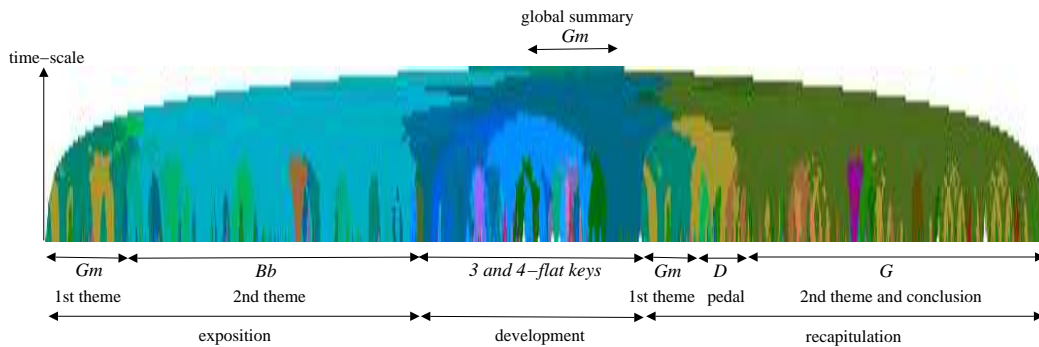 global summary
Gm
time−scale
Gm Bb 3 and 4−flat keys Gm D G
1st theme 2nd theme 1st theme pedal 2nd theme and conclusion
exposition development recapitulation